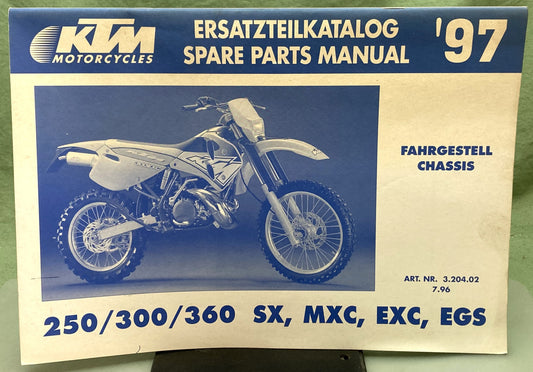 KTM
MOTORCYCLES
ERSATZTEILKATALOG
SPARE PARTS MANUAL
'97
FAHRGESTELL
CHASSIS
ART. NR. 3.204.02
7.96
250/300/360 SX, MXC, EXC, EGS